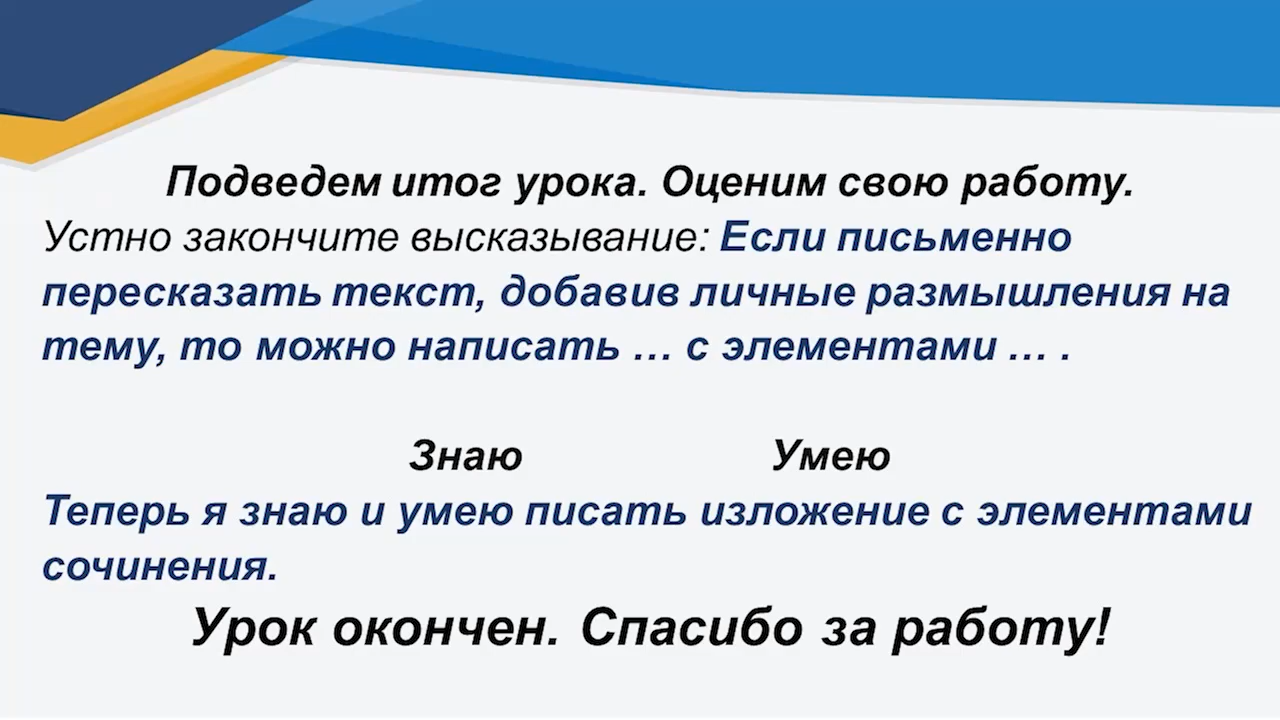 Подведем итог урока. Оценим свою работу.
Устно закончите высказывание: Если письменно
пересказать текст, добавив личные размышления на
тему, то можно написать … с элементами … .
Знаю Умею
Теперь я знаю и умею писать изложение с элементами
сочинения.
Урок окончен. Спасибо за работу!